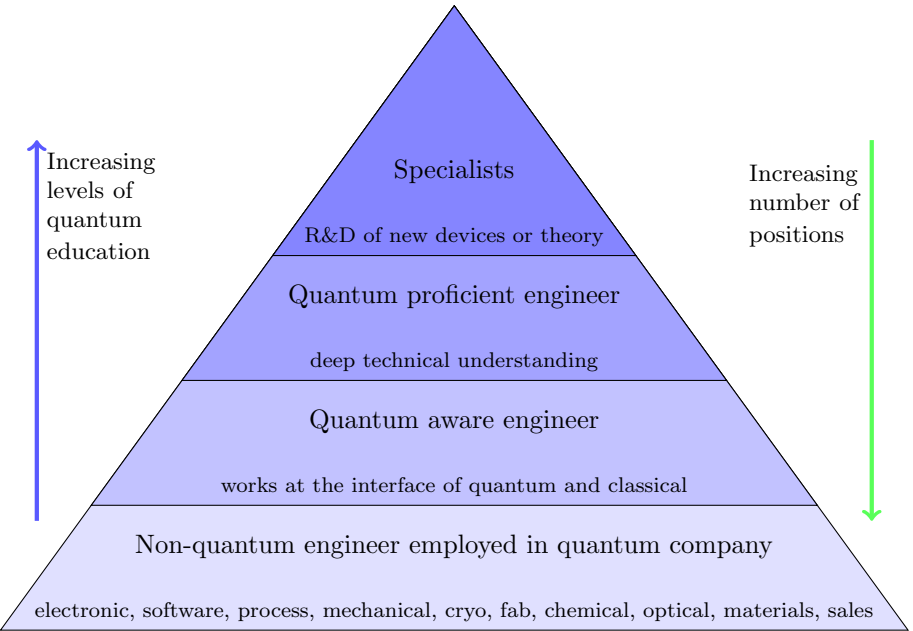 Specialists
R&D of new devices or theory
Quantum proficient engineer
deep technical understanding
Quantum aware engineer
works at the interface of quantum and classical
Non-quantum engineer employed in quantum company
electronic, software, process, mechanical, cryo, fab, chemical, optical, materials, sales
Increasing
levels of
quantum
education
Increasing
number of
positions